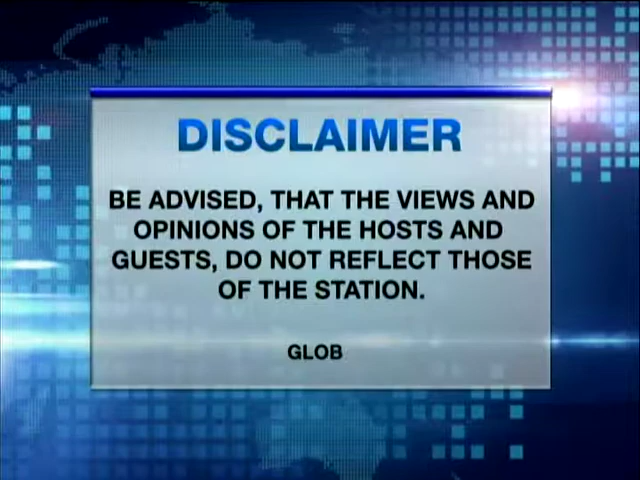 DISCLAIMER
BE ADVISED, THAT THE VIEWS AND
OPINIONS OF THE HOSTS AND
GUESTS, DO NOT REFLECT THOSE
OF THE STATION.
GLOB